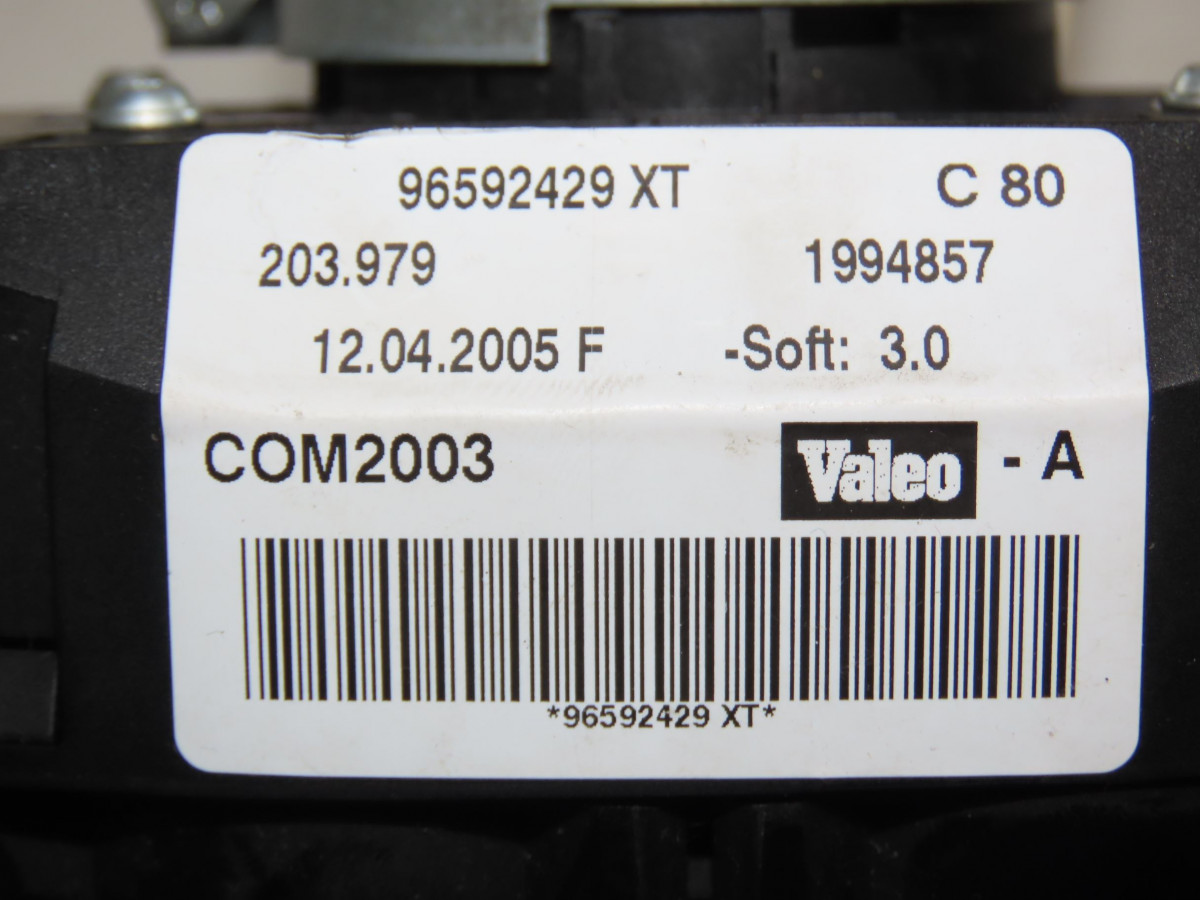 96592429 XT C 80
203.979 1994857
12.04.2005 F -Soft: 3.0
COM2003 Valeo - A
*96592429 XT*